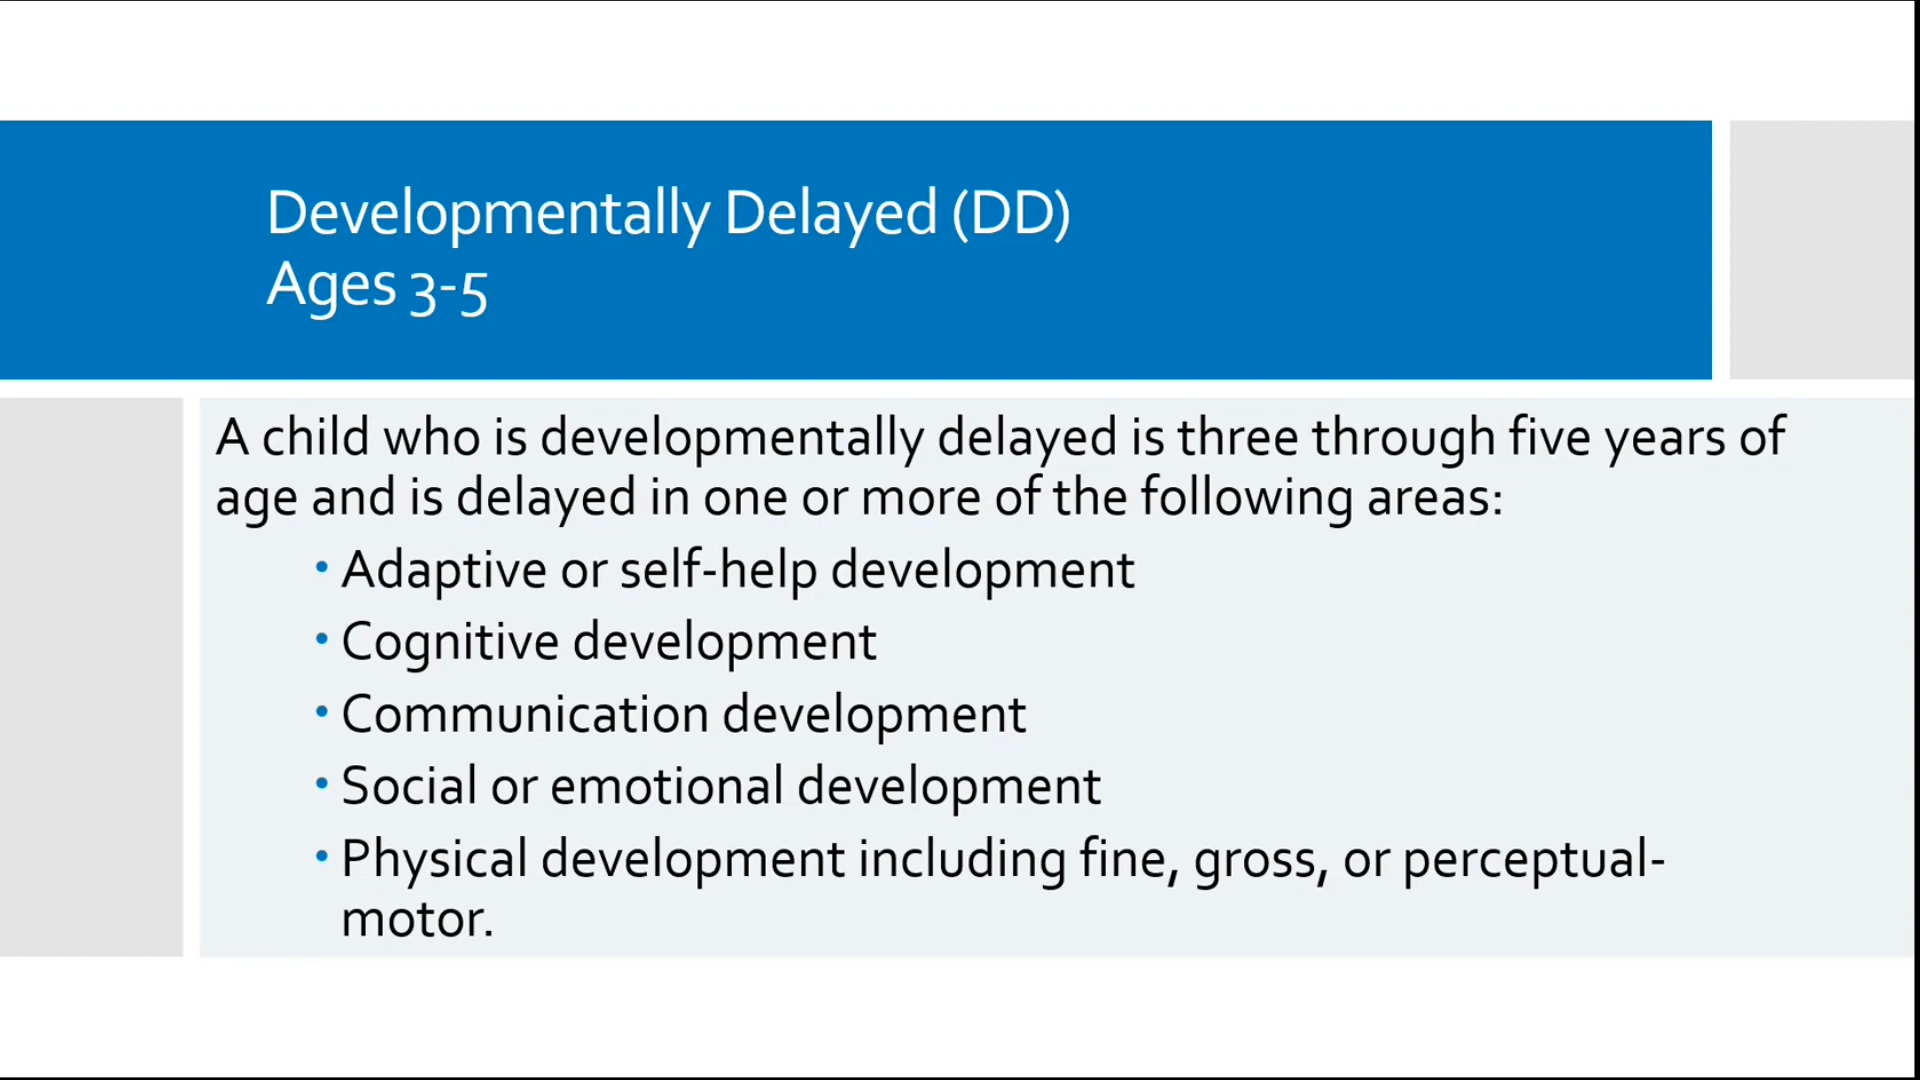 Developmentally Delayed (DD)
Ages 3-5
A child who is developmentally delayed is three through five years of
age and is delayed in one or more of the following areas:
• Adaptive or self-help development
• Cognitive development
• Communication development
• Social or emotional development
• Physical development including fine, gross, or perceptual-
motor.